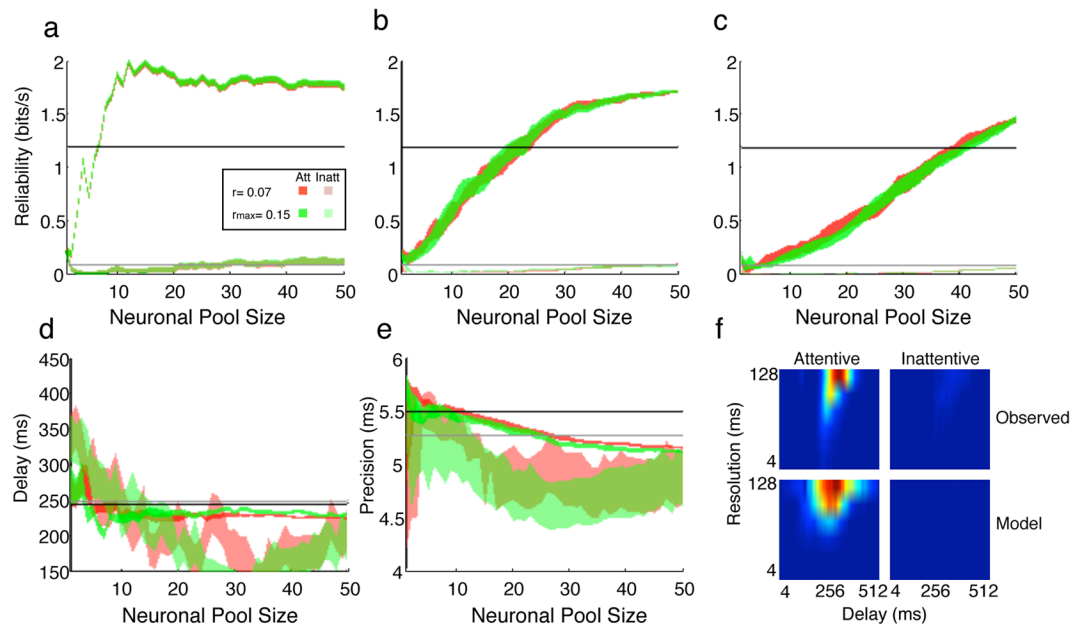 a
b
c
2
1.5
1
0.5
0
Reliability (bits/s)
10 20 30 40 50
Neuronal Pool Size
Att Inatt
r= 0.07
rmax= 0.15
2
1.5
1
0.5
0
10 20 30 40 50
Neuronal Pool Size
2
1.5
1
0.5
0
10 20 30 40 50
Neuronal Pool Size
d
e
f
450
400
350
300
250
200
150
Delay (ms)
10 20 30 40 50
Neuronal Pool Size
6
5.5
5
4.5
4
Precision (ms)
10 20 30 40 50
Neuronal Pool Size
Attentive
Inattentive
128
4
Observed
128
4
Model
Resolution (ms)
4 256 512 4 256 512
Delay (ms)